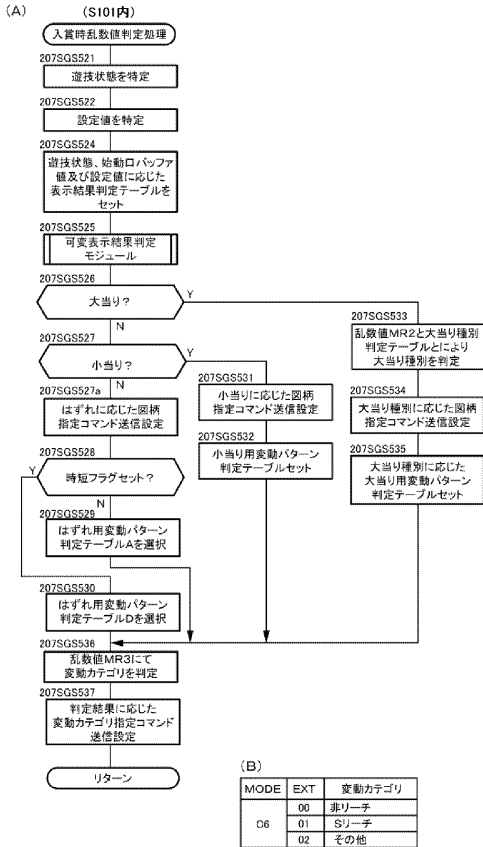 (A)
(S101内)
入賞時乱数値判定処理
207SGS521
遊技状態を特定
207SGS522
設定値を特定
207SGS524
遊技状態、始動口バッファ
値及び設定値に応じた
表示結果判定テーブルを
セット
207SGS525
可変表示結果判定
モジュール
207SGS526
大当り?
Y
N
207SGS527
小当り?
Y
N
207SGS527a
はずれに応じた図柄
指定コマンド送信設定
207SGS528
時短フラグセット?
Y
N
207SGS529
はずれ用変動パターン
判定テーブルAを選択
207SGS530
はずれ用変動パターン
判定テーブルDを選択
207SGS531
小当りに応じた図柄
指定コマンド送信設定
207SGS532
小当り用変動パターン
判定テーブルセット
207SGS533
乱数値MR2と大当り種別
判定テーブルとにより
大当り種別を判定
207SGS534
大当り種別に応じた図柄
指定コマンド送信設定
207SGS535
大当り種別に応じた
大当り用変動パターン
判定テーブルセット
207SGS536
乱数値MR3にて
変動カテゴリを判定
207SGS537
判定結果に応じた
変動カテゴリ指定コマンド
送信設定
リターン
(B)
MODE EXT 変動カテゴリ
C6 00 非リーチ
01 Sリーチ
02 その他